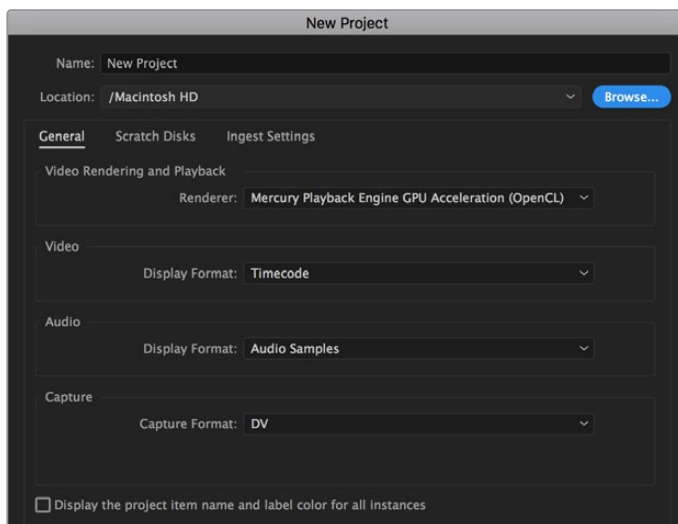 New Project
Name: New Project
Location: /Macintosh HD Browse...
General Scratch Disks Ingest Settings
Video Rendering and Playback
Renderer: Mercury Playback Engine GPU Acceleration (OpenCL)
Video
Display Format: Timecode
Audio
Display Format: Audio Samples
Capture
Capture Format: DV
Display the project item name and label color for all instances